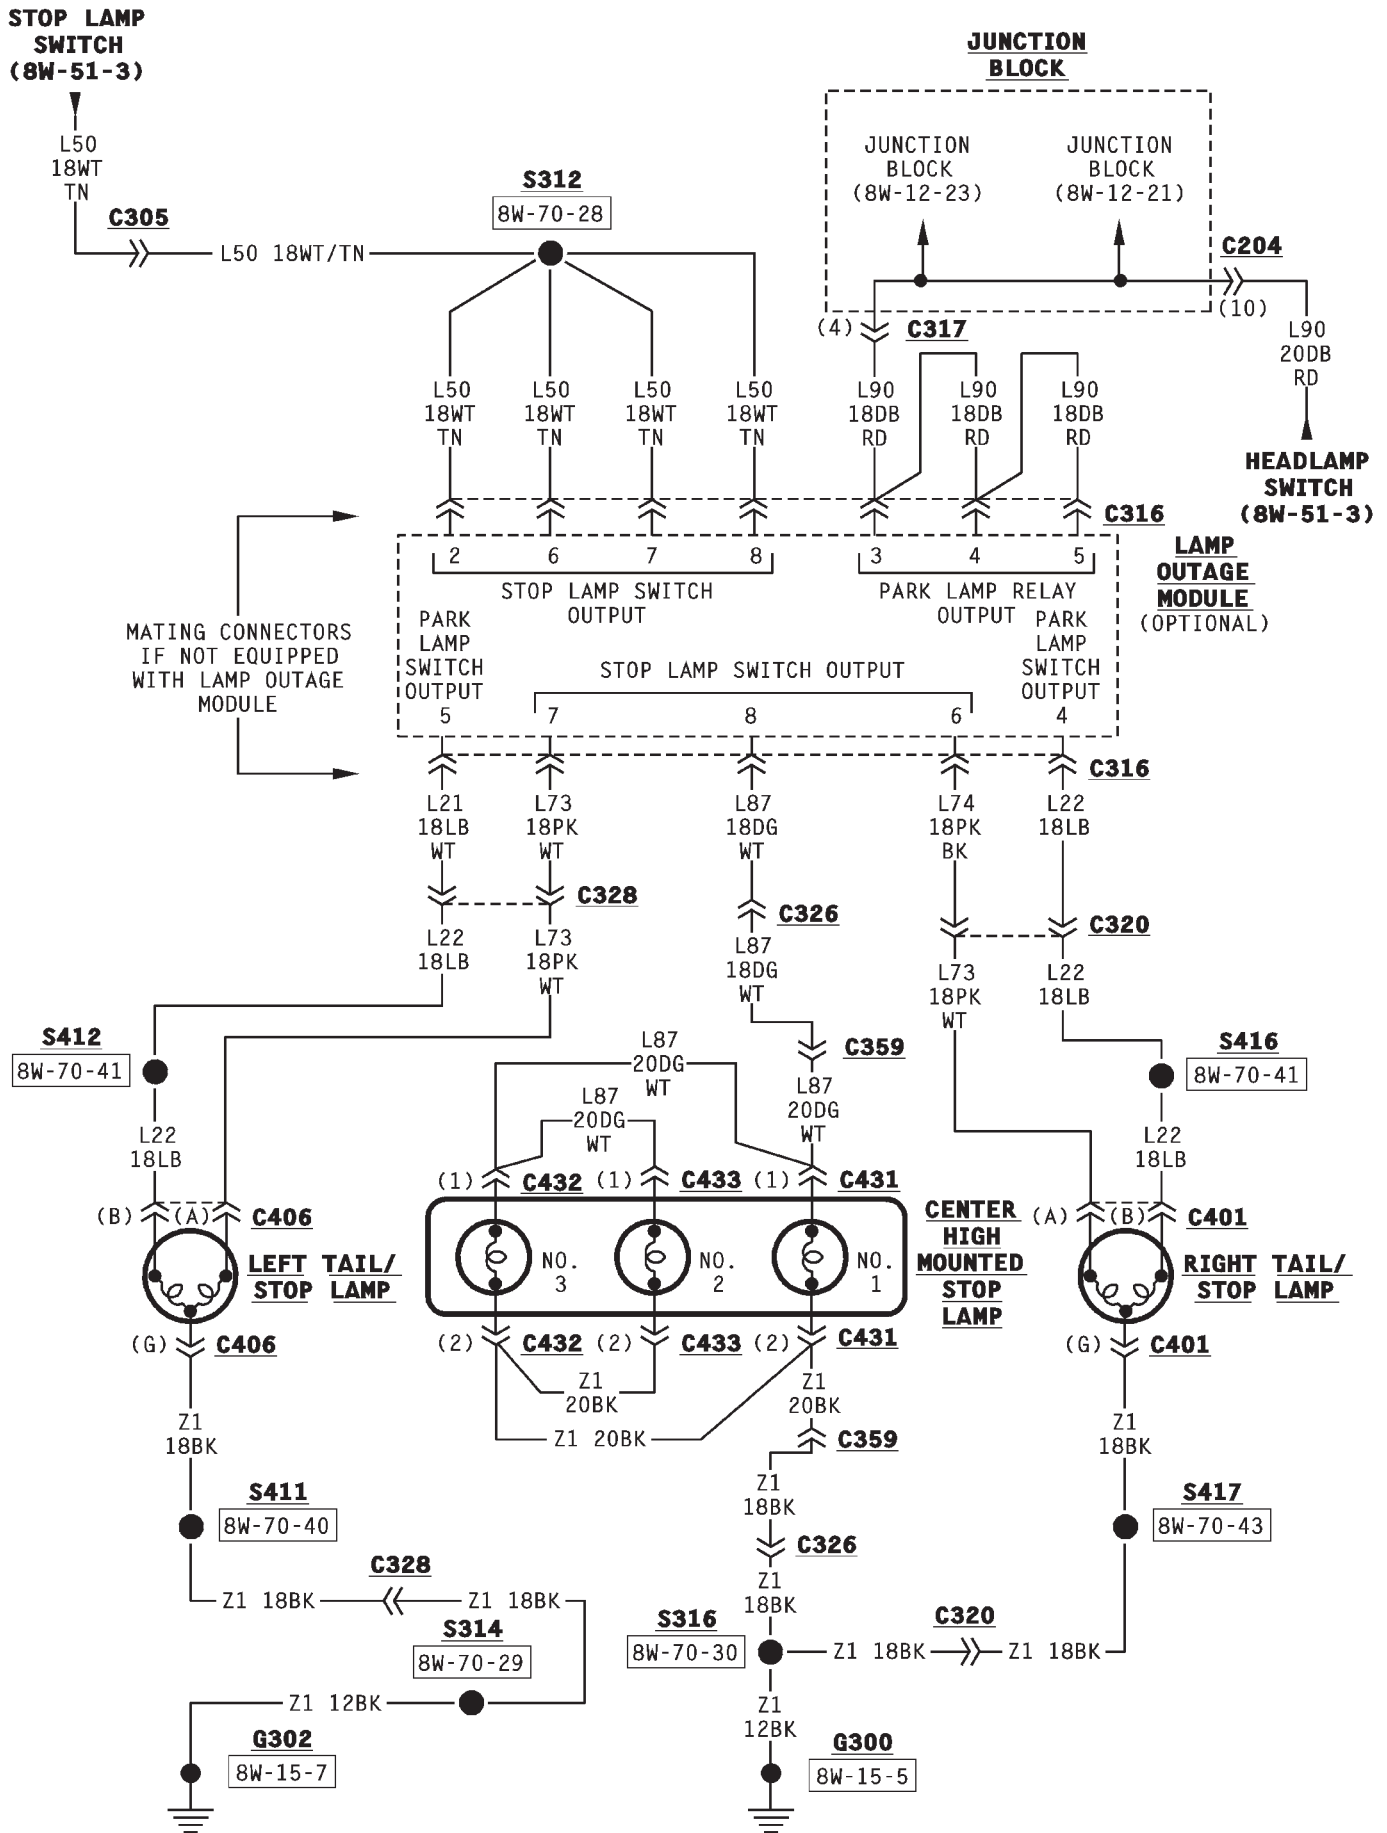 STOP LAMP
SWITCH
(8W-51-3)
L50
18WT
TN
C305
L50 18WT/TN
S312
8W-70-28
JUNCTION
BLOCK
JUNCTION
BLOCK
(8W-12-23)
JUNCTION
BLOCK
(8W-12-21)
C204
(10)
L90
20DB
RD
HEADLAMP
SWITCH
(8W-51-3)
(4)
C317
L50
18WT
TN
L50
18WT
TN
L50
18WT
TN
L50
18WT
TN
L90
18DB
RD
L90
18DB
RD
L90
18DB
RD
C316
LAMP
OUTAGE
MODULE
(OPTIONAL)
2 6 7 8 3 4 5
STOP LAMP SWITCH
OUTPUT
PARK LAMP RELAY
OUTPUT
MATING CONNECTORS
IF NOT EQUIPPED
WITH LAMP OUTAGE
MODULE
PARK
LAMP
SWITCH
OUTPUT
STOP LAMP SWITCH OUTPUT
PARK
LAMP
SWITCH
OUTPUT
5 7 8 6 4
C316
L21
18LB
WT
L73
18PK
WT
L87
18DG
WT
L74
18PK
BK
L22
18LB
C328
C326
C320
L22
18LB
L73
18PK
WT
L87
18DG
WT
L73
18PK
WT
L22
18LB
S412
8W-70-41
L87
20DG
WT
C359
S416
8W-70-41
L87
20DG
WT
L87
20DG
WT
L22
18LB
L22
18LB
(B) (A) C406
(1) C432 (1) C433 (1) C431
(A) (B) C401
LEFT TAIL/
STOP LAMP
NO.
3
NO.
2
NO.
1
CENTER
HIGH
MOUNTED
STOP
LAMP
RIGHT TAIL/
STOP LAMP
(G) C406
(2) C432 (2) C433 (2) C431
(G) C401
Z1
20BK
Z1
20BK
Z1 20BK
C359
Z1
18BK
Z1
18BK
Z1
18BK
S411
8W-70-40
S417
8W-70-43
C326
C328
Z1 18BK
Z1 18BK
Z1
18BK
S314
8W-70-29
S316
8W-70-30
C320
Z1 18BK
Z1 18BK
Z1 12BK
Z1
12BK
G302
8W-15-7
G300
8W-15-5